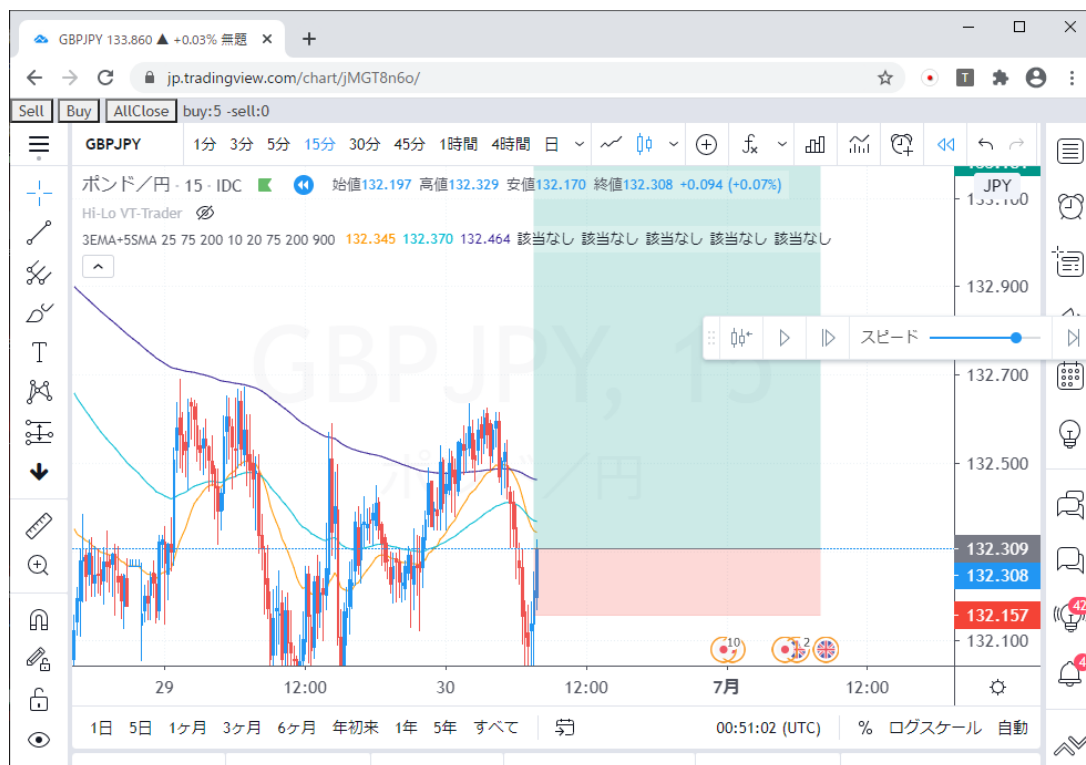 GBPJPY 133.860 ▲ +0.03% 無題
jp.tradingview.com/chart/jMGT8n6o/
Sell Buy AllClose buy:5 -sell:0
GBPJPY 1分 3分 5分 15分 30分 45分 1時間 4時間 日
ポンド／円 · 15 · IDC 始値132.197 高値132.329 安値132.170 終値132.308 +0.094 (+0.07%)
JPY
133.100
Hi-Lo VT-Trader
3EMA+5SMA 25 75 200 10 20 75 200 900 132.345 132.370 132.464 該当なし 該当なし 該当なし 該当なし 該当なし
132.900
スピード
GBPJPY, 15
132.700
132.500
ポンド／円
132.309
132.308
132.157
42
132.100
10
2
4
29 12:00 30 12:00 7月 12:00
1日 5日 1ヶ月 3ヶ月 6ヶ月 年初来 1年 5年 すべて 00:51:02 (UTC) % ログスケール 自動